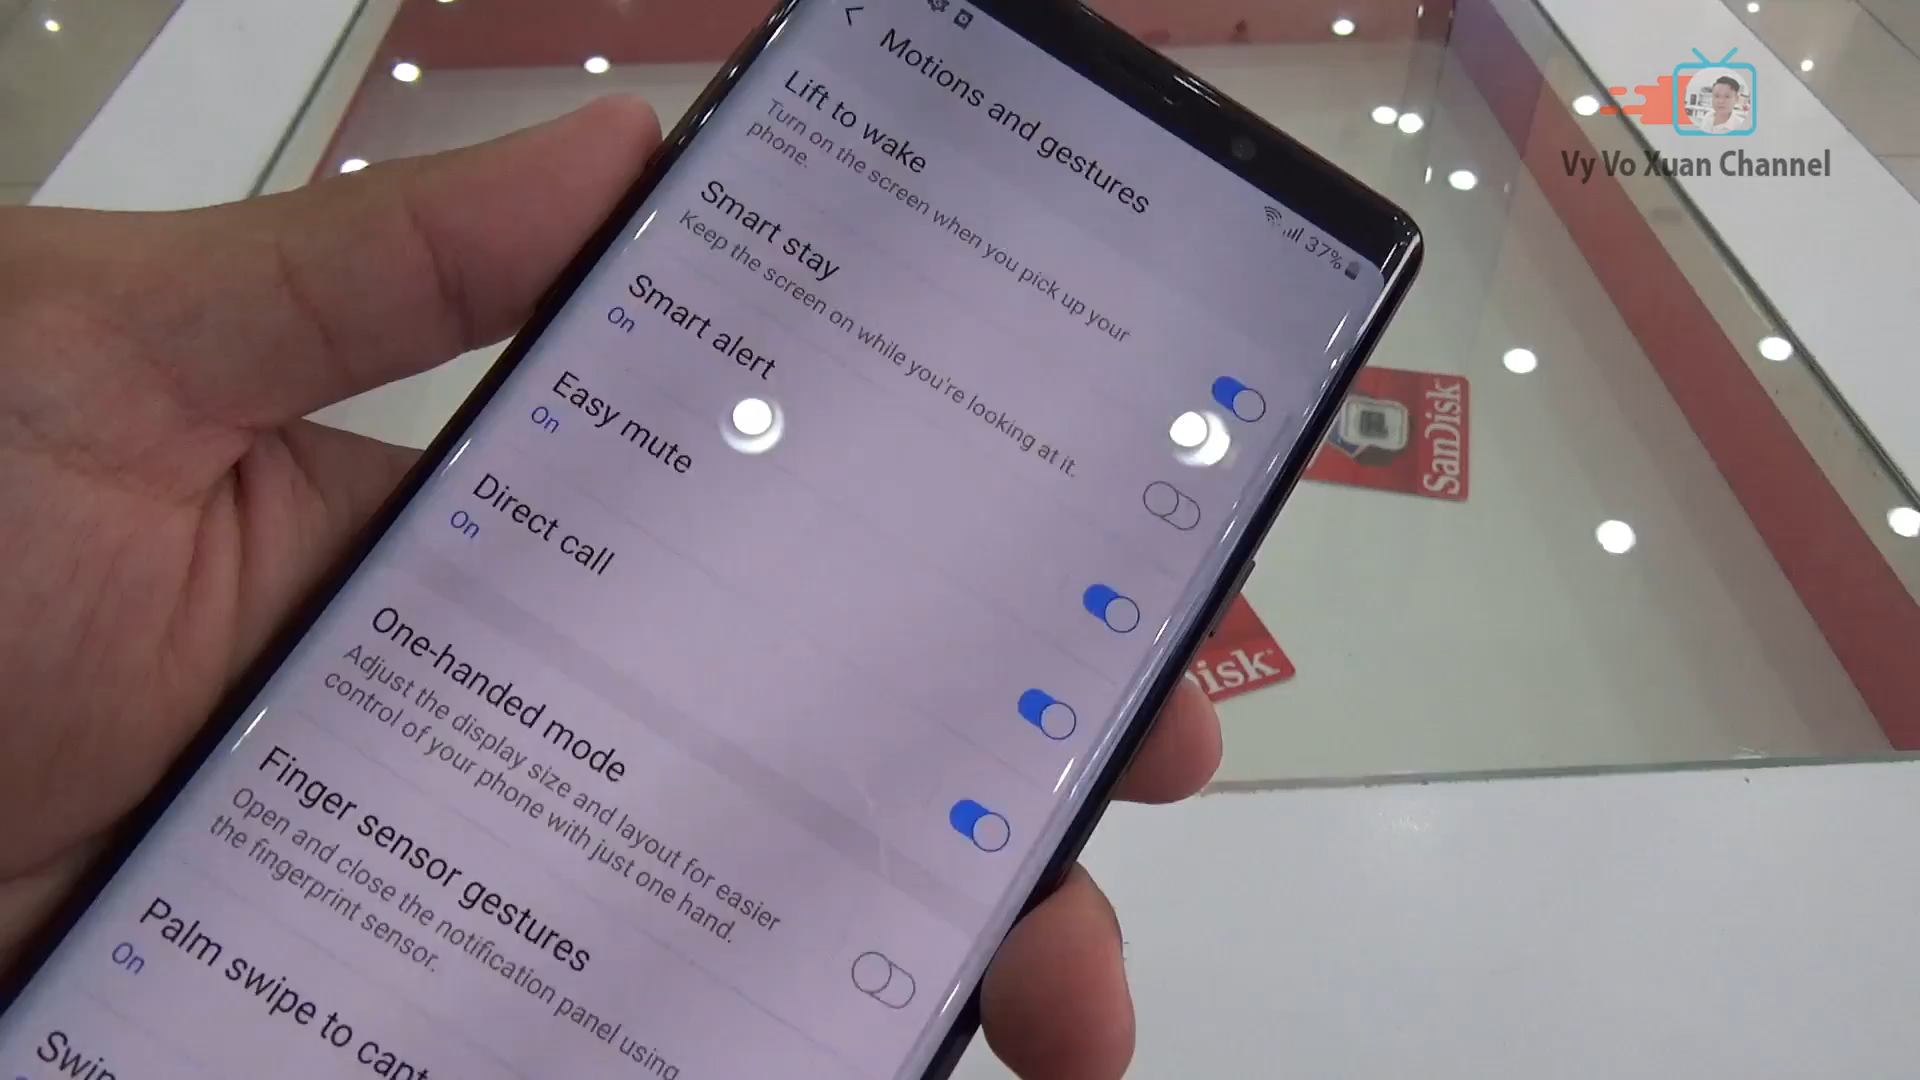 Motions and gestures
37%
Lift to wake
Turn on the screen when you pick up your
phone.
Smart stay
Keep the screen on while you're looking at it.
Smart alert
On
Easy mute
On
Direct call
On
One-handed mode
Adjust the display size and layout for easier
control of your phone with just one hand.
Finger sensor gestures
Open and close the notification panel using
the fingerprint sensor.
Palm swipe to capt
On
Swip
Vy Vo Xuan Channel
SanDisk
isk